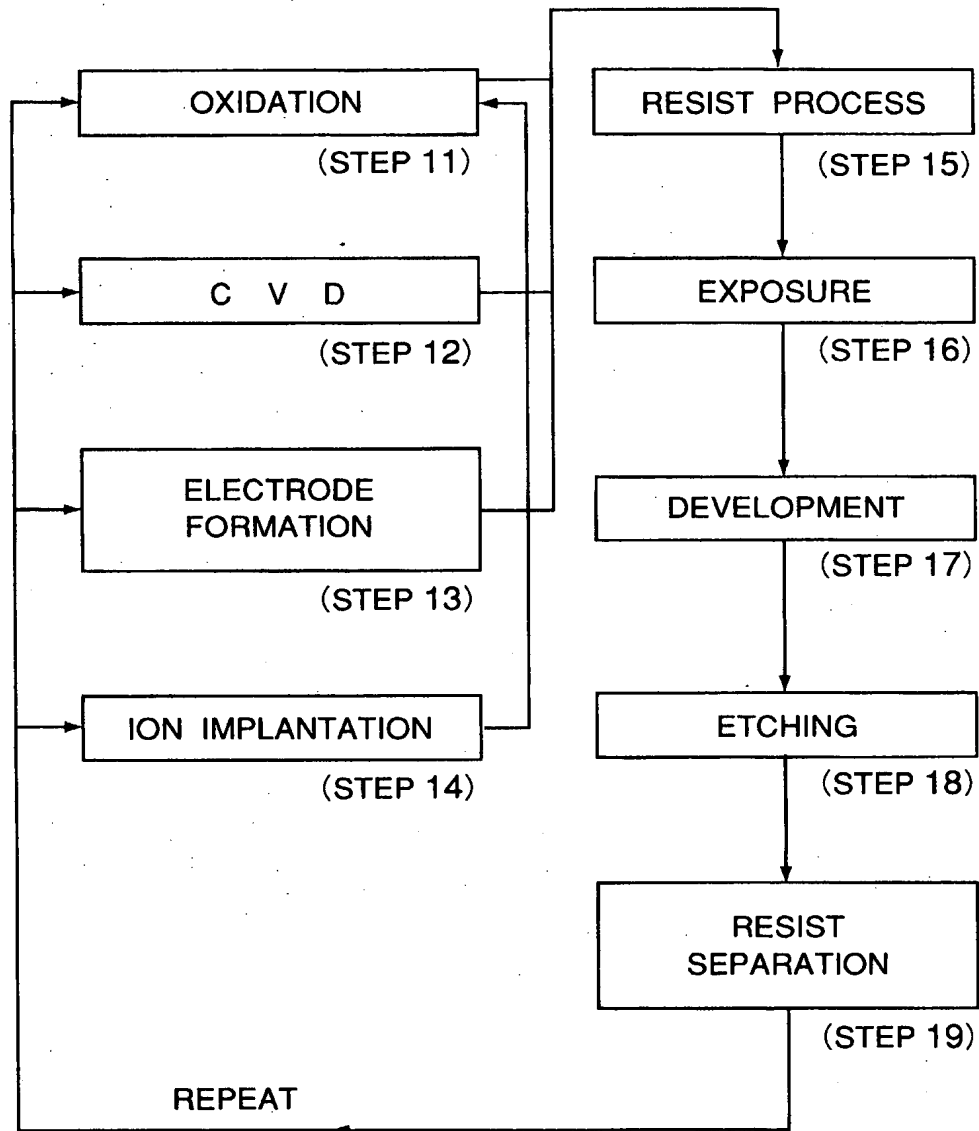 OXIDATION
(STEP 11)
C V D
(STEP 12)
ELECTRODE
FORMATION
(STEP 13)
ION IMPLANTATION
(STEP 14)
RESIST PROCESS
(STEP 15)
EXPOSURE
(STEP 16)
DEVELOPMENT
(STEP 17)
ETCHING
(STEP 18)
RESIST
SEPARATION
(STEP 19)
REPEAT